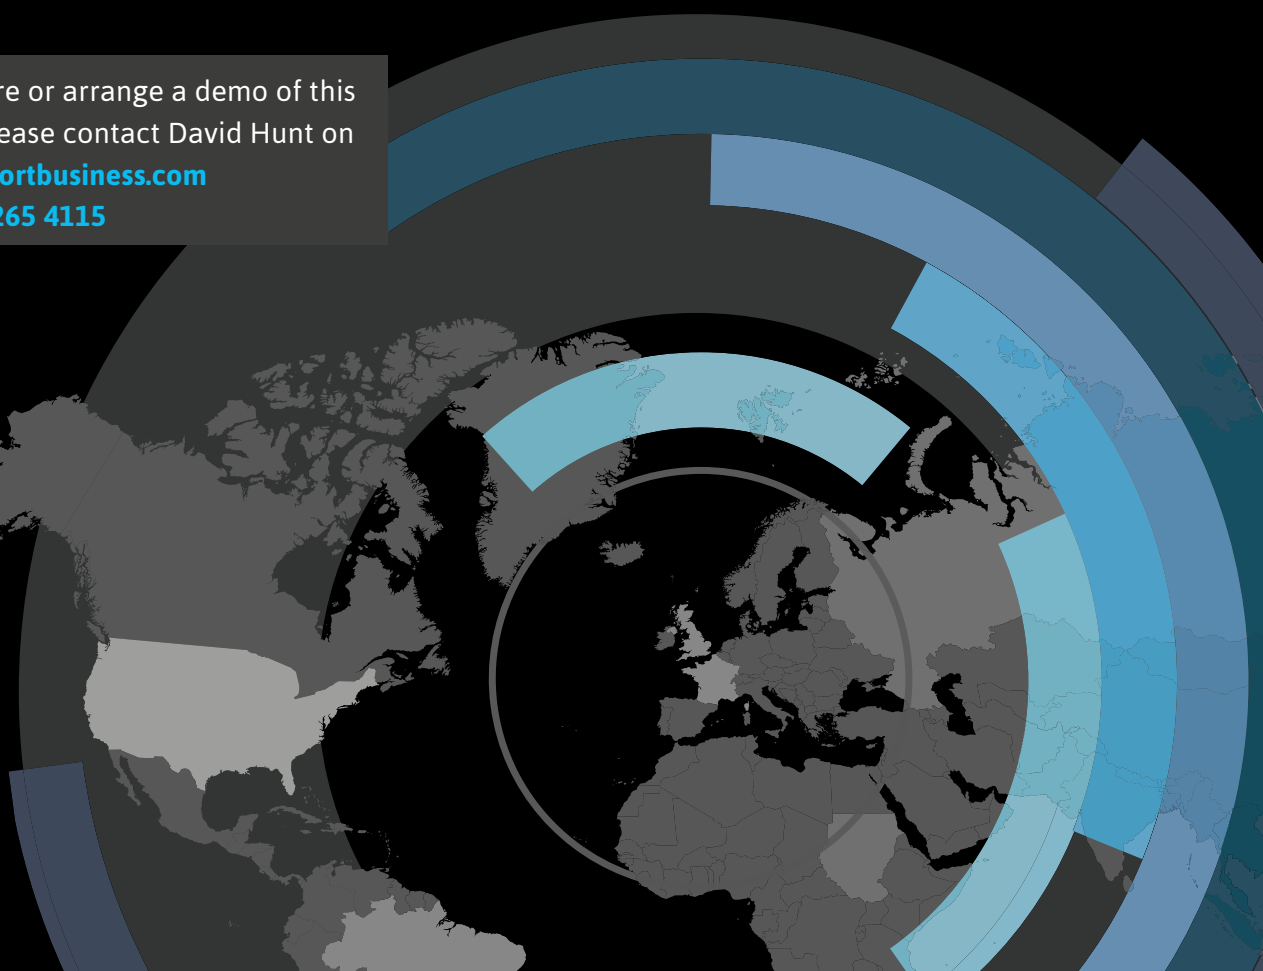 re or arrange a demo of this
ease contact David Hunt on
ortbusiness.com
265 4115